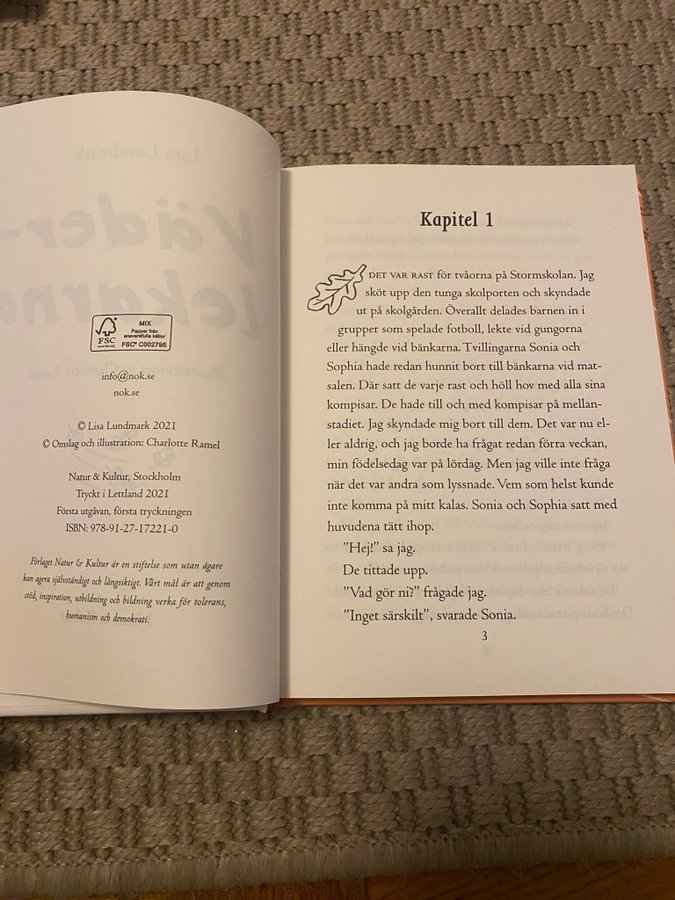 MIX
Papper från
ansvarsfulla källor
FSC
www.fsc.org
FSC® C002795
info@nok.se
nok.se
© Lisa Lundmark 2021
© Omslag och illustration: Charlotte Ramel
Natur & Kultur, Stockholm
Tryckt i Lettland 2021
Första utgåvan, första tryckningen
ISBN: 978-91-27-17221-0
Förlaget Natur & Kultur är en stiftelse som utan ägare
kan agera självständigt och långsiktigt. Vårt mål är att genom
stöd, inspiration, utbildning och bildning verka för tolerans,
humanism och demokrati.
Kapitel 1
DET VAR RAST för tvåorna på Stormskolan. Jag
sköt upp den tunga skolporten och skyndade
ut på skolgården. Överallt delades barnen in i
grupper som spelade fotboll, lekte vid gungorna
eller hängde vid bänkarna. Tvillingarna Sonia och
Sophia hade redan hunnit bort till bänkarna vid mat-
salen. Där satt de varje rast och höll hov med alla sina
kompisar. De hade till och med kompisar på mellan-
stadiet. Jag skyndade mig bort till dem. Det var nu el-
ler aldrig, och jag borde ha frågat redan förra veckan,
min födelsedag var på lördag. Men jag ville inte fråga
när det var andra som lyssnade. Vem som helst kunde
inte komma på mitt kalas. Sonia och Sophia satt med
huvudena tätt ihop.
”Hej!” sa jag.
De tittade upp.
”Vad gör ni?” frågade jag.
”Inget särskilt”, svarade Sonia.
3